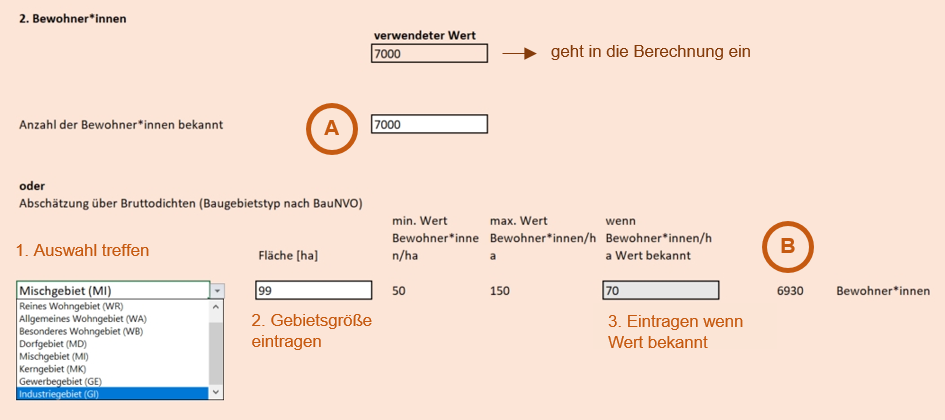 2. Bewohner*innen
verwendeter Wert
7000
geht in die Berechnung ein
Anzahl der Bewohner*innen bekannt
A
7000
oder
Abschätzung über Bruttodichten (Baugebietstyp nach BauNVO)
1. Auswahl treffen
Fläche [ha]
min. Wert
Bewohner*inne
n/ha
max. Wert
Bewohner*innen/h
a
wenn
Bewohner*innen/h
a Wert bekannt
B
Mischgebiet (MI)
99
50
150
70
6930
Bewohner*innen
Reines Wohngebiet (WR)
Allgemeines Wohngebiet (WA)
Besonderes Wohngebiet (WB)
Dorfgebiet (MD)
Mischgebiet (MI)
Kerngebiet (MK)
Gewerbegebiet (GE)
Industriegebiet (GI)
2. Gebietsgröße
eintragen
3. Eintragen wenn
Wert bekannt